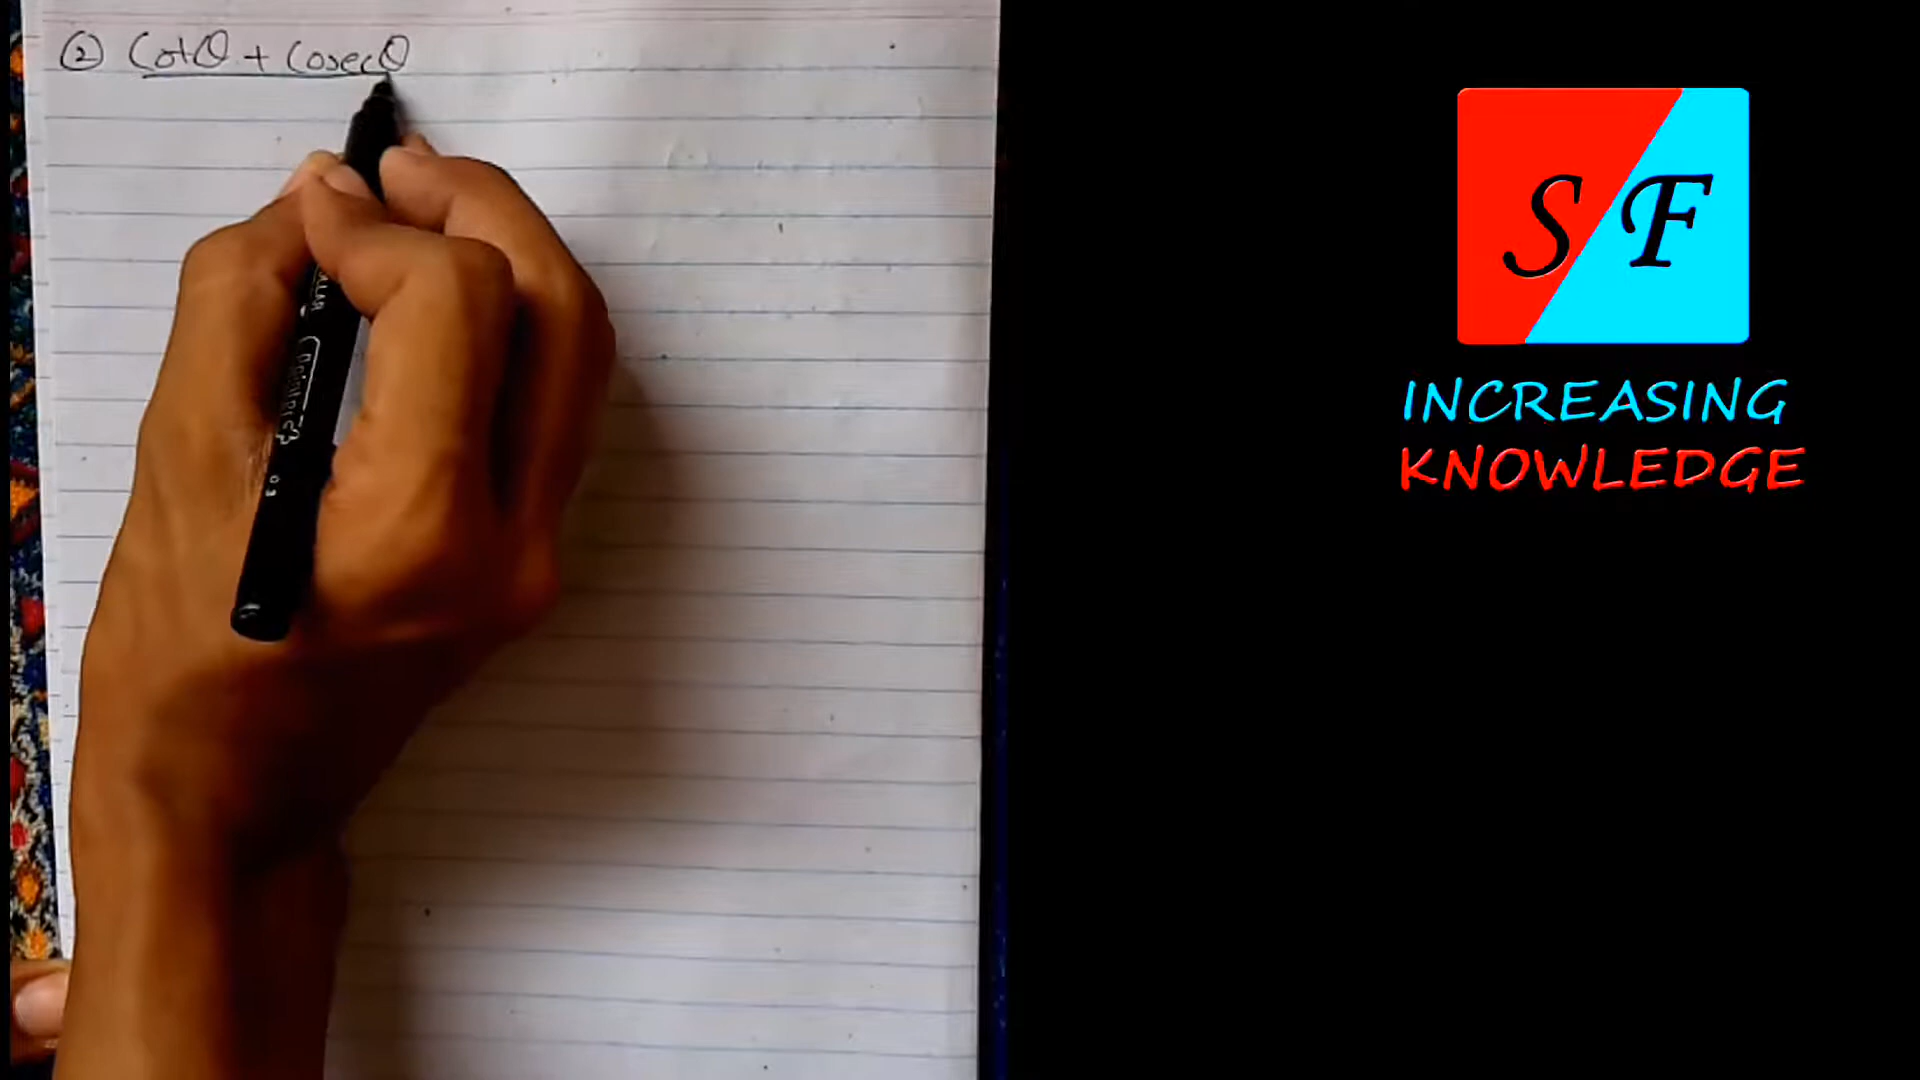 ② Cotθ + Cosecθ
S F
INCREASING
KNOWLEDGE